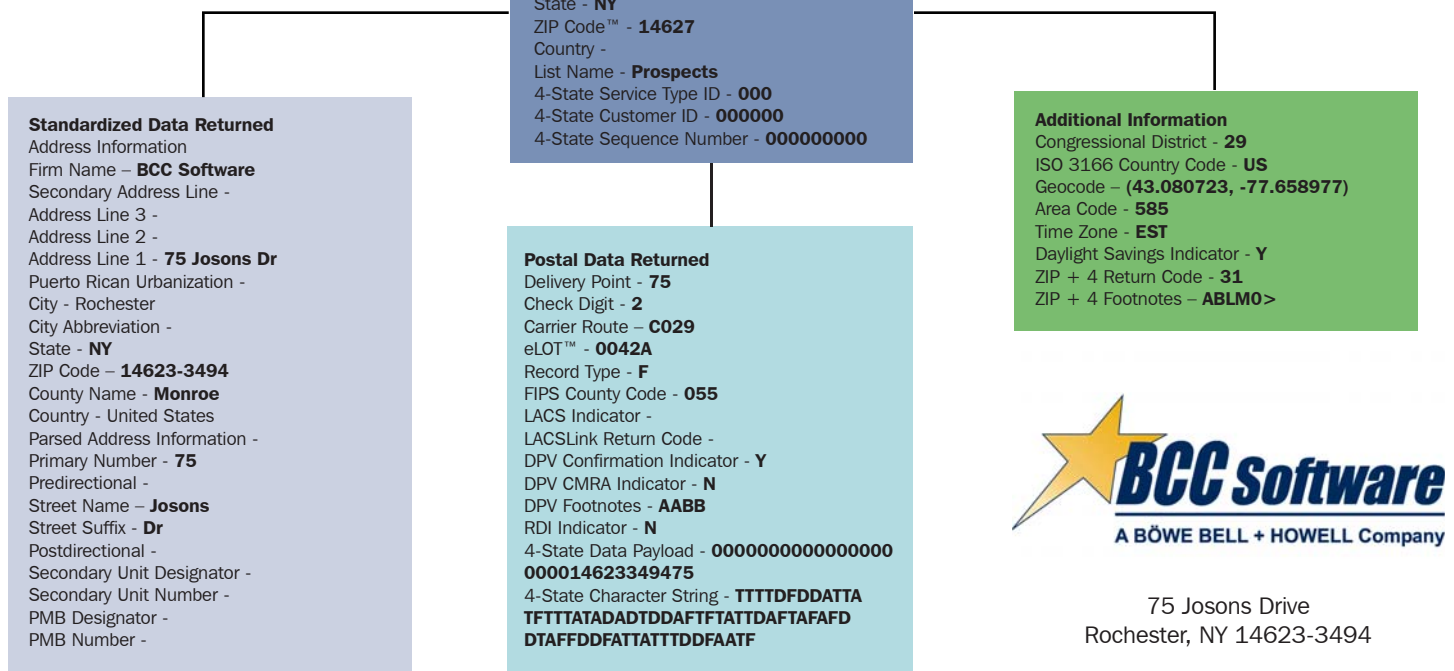 State - NY
ZIP Code™ - 14627
Country -
List Name - Prospects
4-State Service Type ID - 000
4-State Customer ID - 000000
4-State Sequence Number - 000000000
Standardized Data Returned
Address Information
Firm Name – BCC Software
Secondary Address Line -
Address Line 3 -
Address Line 2 -
Address Line 1 - 75 Josons Dr
Puerto Rican Urbanization -
City - Rochester
City Abbreviation -
State - NY
ZIP Code – 14623-3494
County Name - Monroe
Country - United States
Parsed Address Information -
Primary Number - 75
Predirectional -
Street Name – Josons
Street Suffix - Dr
Postdirectional -
Secondary Unit Designator -
Secondary Unit Number -
PMB Designator -
PMB Number -
Postal Data Returned
Delivery Point - 75
Check Digit - 2
Carrier Route – C029
eLOT™ - 0042A
Record Type - F
FIPS County Code - 055
LACS Indicator -
LACSLink Return Code -
DPV Confirmation Indicator - Y
DPV CMRA Indicator - N
DPV Footnotes - AABB
RDI Indicator - N
4-State Data Payload - 0000000000000000
000014623349475
4-State Character String - TTTTDFDDATTA
TFTTTATADADTDDAFTFTATTDAFTAFAFD
DTAFFDDFATTATTTDDFAATF
Additional Information
Congressional District - 29
ISO 3166 Country Code - US
Geocode – (43.080723, -77.658977)
Area Code - 585
Time Zone - EST
Daylight Savings Indicator - Y
ZIP + 4 Return Code - 31
ZIP + 4 Footnotes – ABLM0>
BCC Software
A BÖWE BELL + HOWELL Company
75 Josons Drive
Rochester, NY 14623-3494